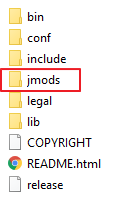 bin
conf
include
jmods
legal
lib
COPYRIGHT
README.html
release